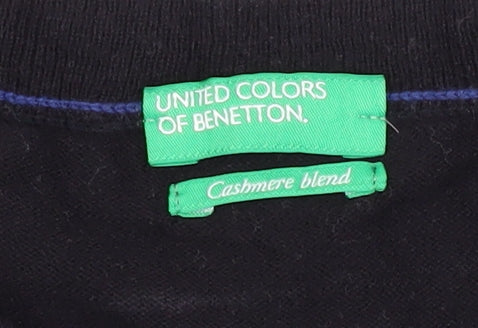 UNITED COLORS
OF BENETTON.
Cashmere blend